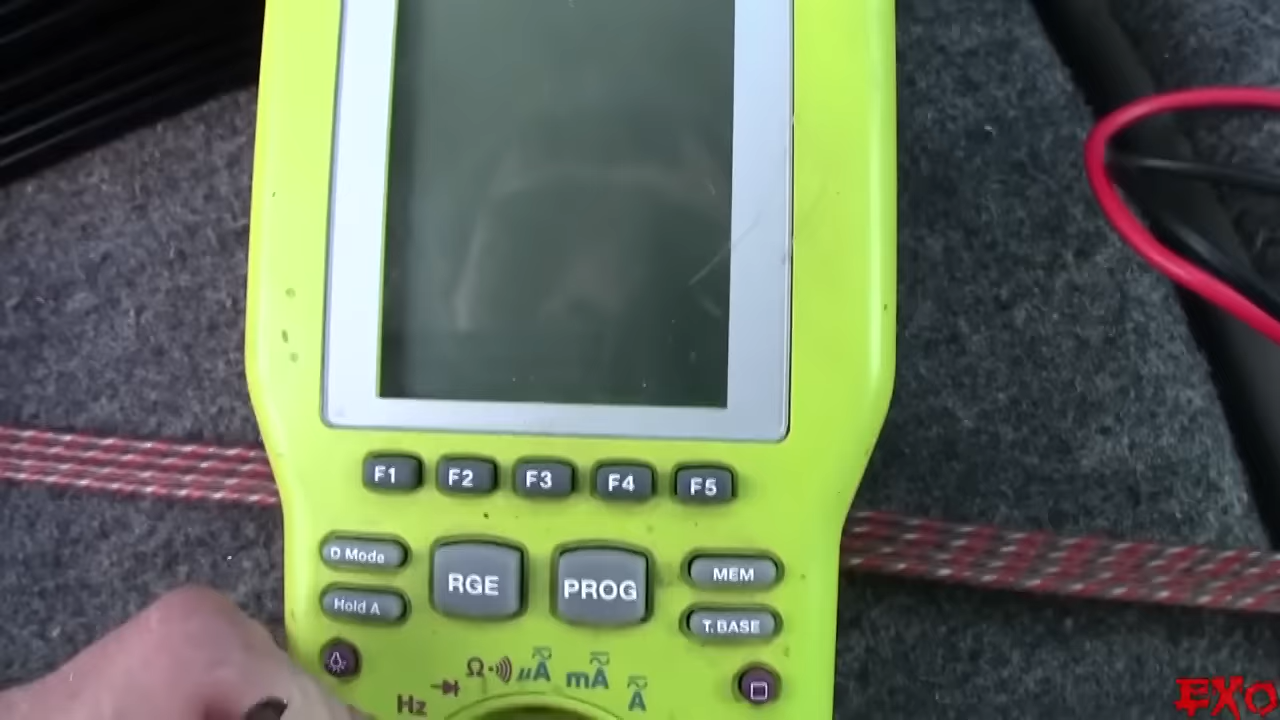 F1 F2 F3 F4 F5
D Mode RGE PROG MEM
Hold A T. BASE
Hz Ω µA mA A
EXO